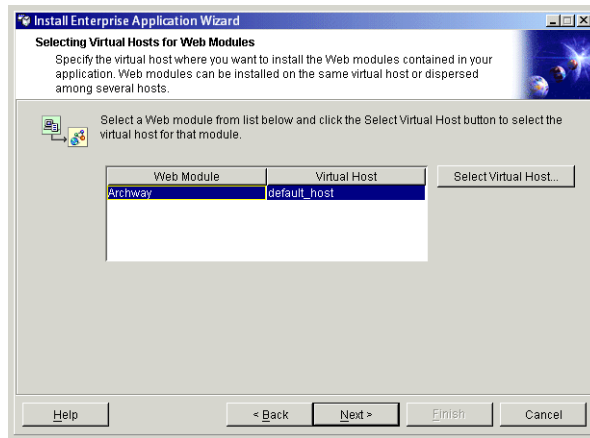 Install Enterprise Application Wizard
Selecting Virtual Hosts for Web Modules
Specify the virtual host where you want to install the Web modules contained in your
application. Web modules can be installed on the same virtual host or dispersed
among several hosts.
Select a Web module from list below and click the Select Virtual Host button to select the
virtual host for that module.
Web Module Virtual Host Select Virtual Host...
Archway default_host
Help < Back Next > Finish Cancel